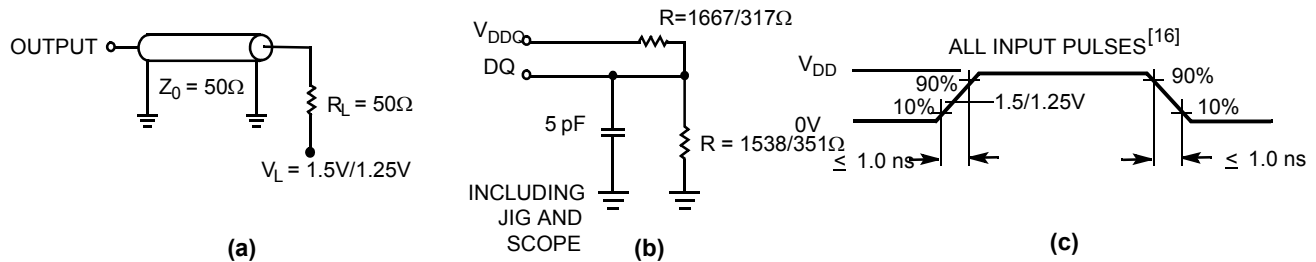 OUTPUT
Z0 = 50Ω
RL = 50Ω
VL = 1.5V/1.25V
(a)
R=1667/317Ω
VDDQ
DQ
5 pF
R = 1538/351Ω
INCLUDING
JIG AND
SCOPE
(b)
ALL INPUT PULSES[16]
VDD
90%
10%
0V
1.5/1.25V
90%
10%
≤ 1.0 ns
≤ 1.0 ns
(c)